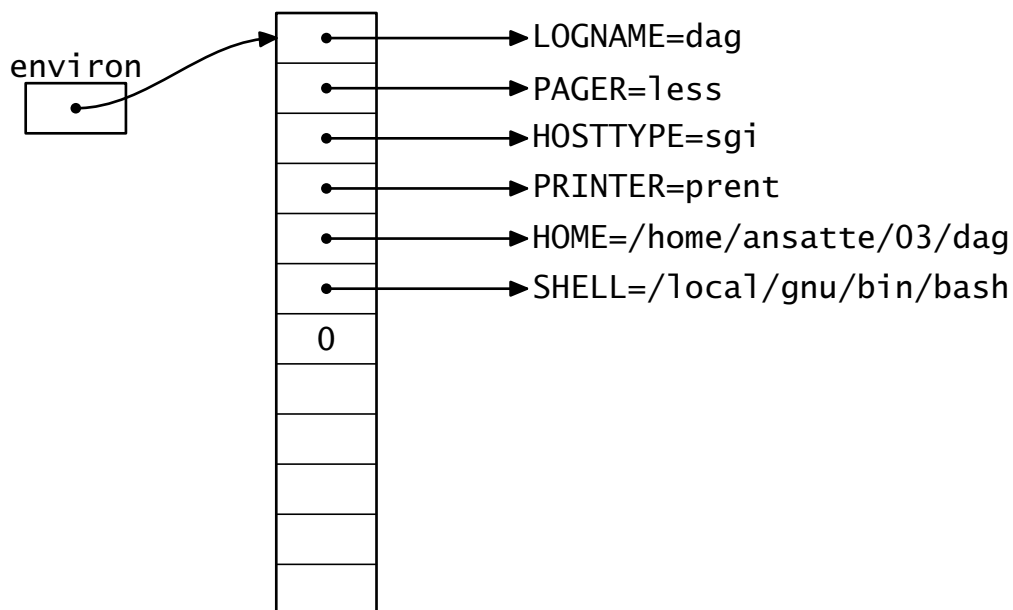 LOGNAME=dag
environ
PAGER=less
HOSTTYPE=sgi
PRINTER=prent
HOME=/home/ansatte/03/dag
SHELL=/local/gnu/bin/bash
0